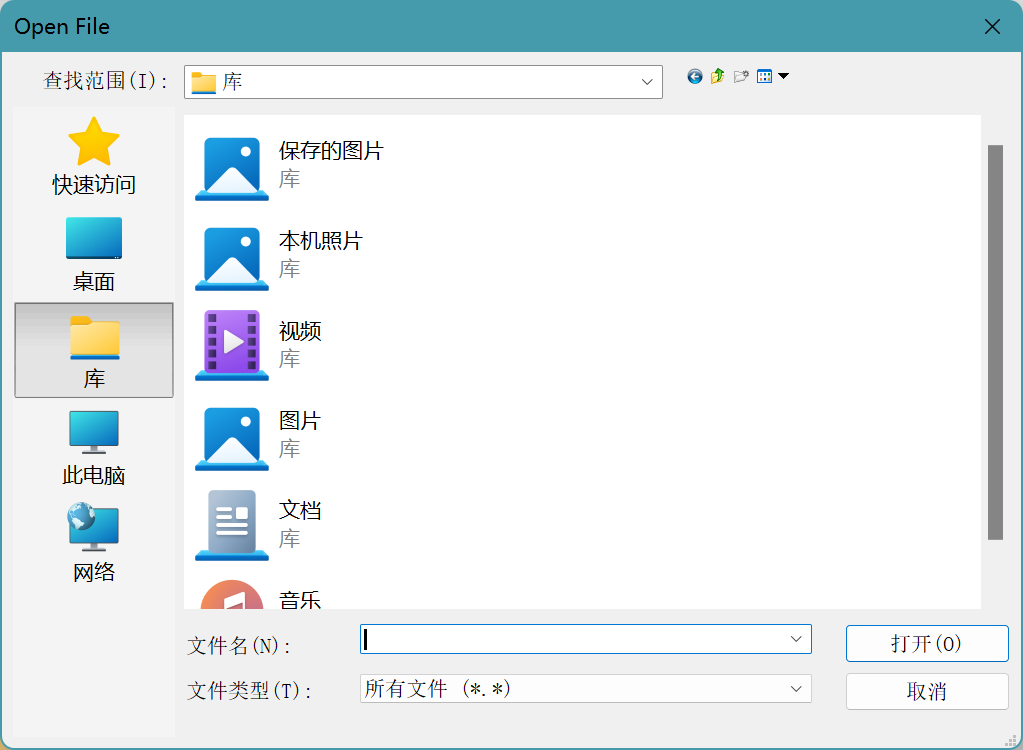 Open File
查找范围(I):
库
快速访问
桌面
库
此电脑
网络
保存的图片
库
本机照片
库
视频
库
图片
库
文档
库
音乐
文件名(N):
打开(O)
文件类型(T):
所有文件 (*.*)
取消